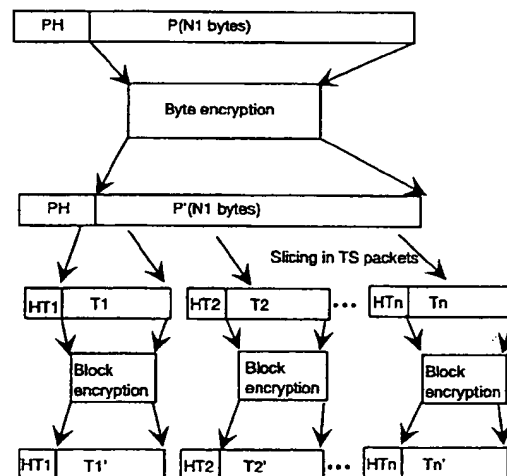 PH P(N1 bytes)
Byte encryption
PH P'(N1 bytes)
Slicing in TS packets
HT1 T1 HT2 T2 ••• HTn Tn
Block encryption Block encryption Block encryption
HT1 T1' HT2 T2' ••• HTn Tn'